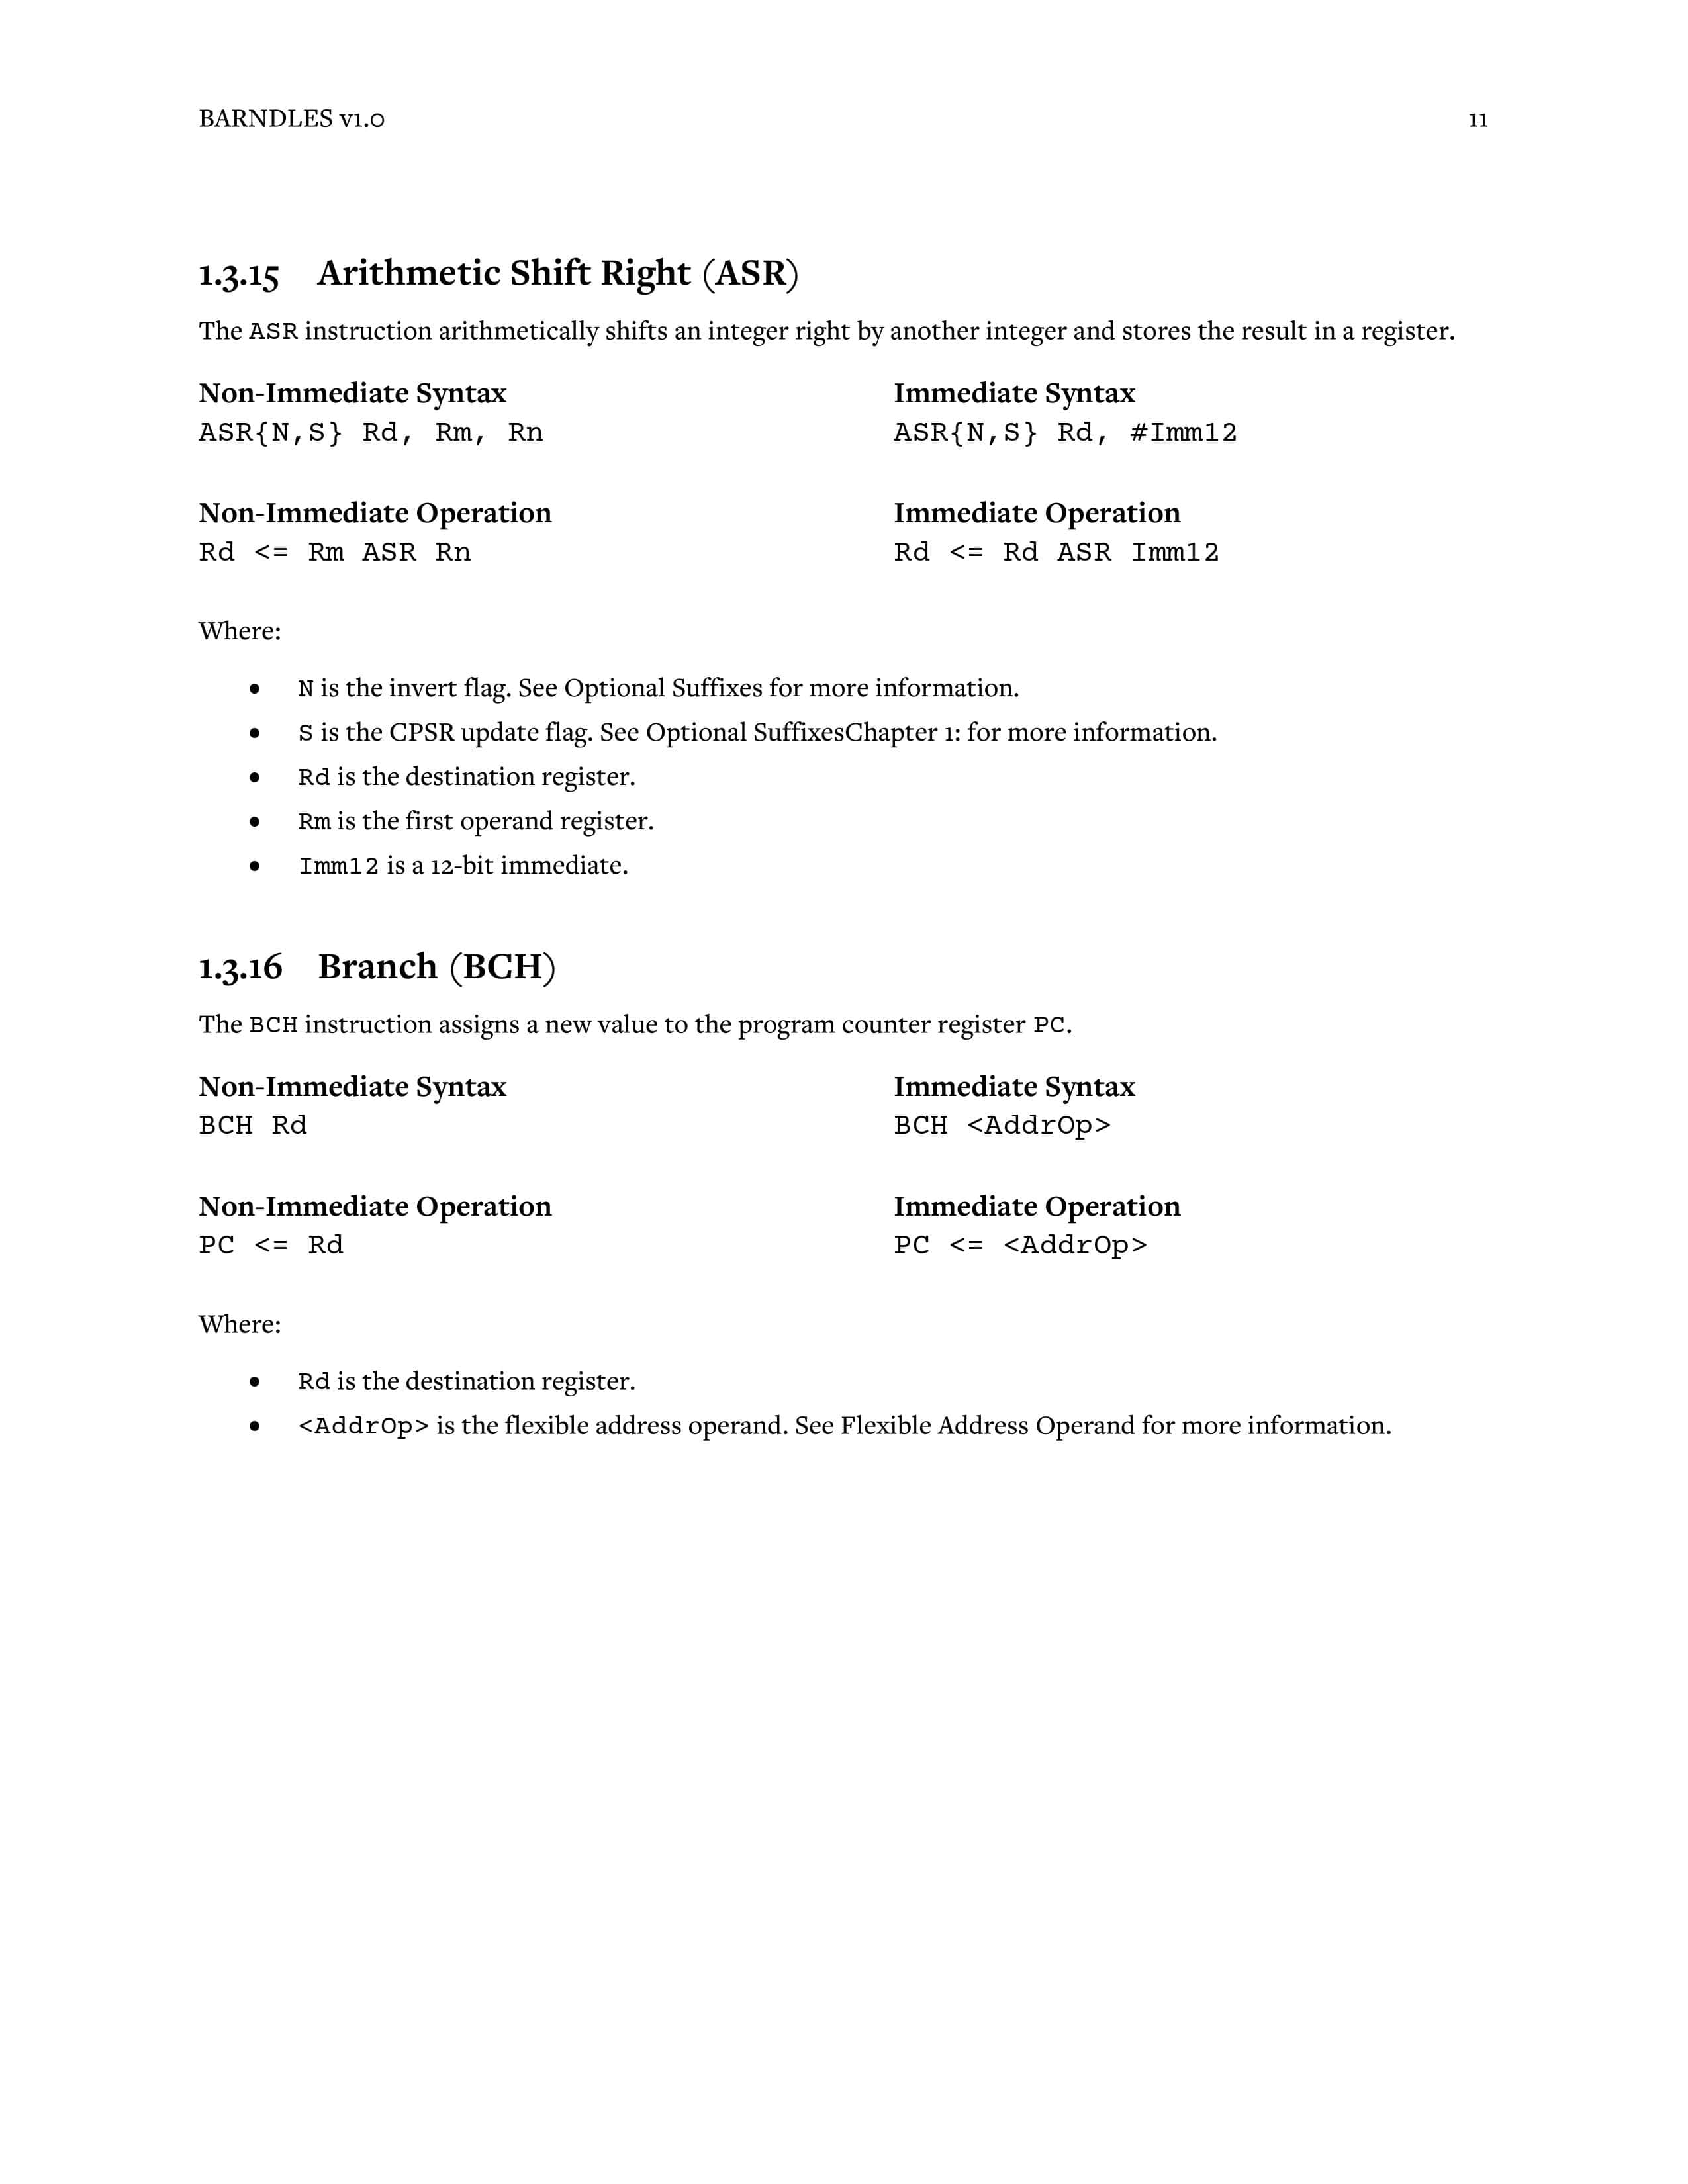 BARNDLES v1.0 11
1.3.15 Arithmetic Shift Right (ASR)
The ASR instruction arithmetically shifts an integer right by another integer and stores the result in a register.
Non-Immediate Syntax Immediate Syntax
ASR{N,S} Rd, Rm, Rn ASR{N,S} Rd, #Imm12
Non-Immediate Operation Immediate Operation
Rd <= Rm ASR Rn Rd <= Rd ASR Imm12
Where:
• N is the invert flag. See Optional Suffixes for more information.
• S is the CPSR update flag. See Optional SuffixesChapter 1: for more information.
• Rd is the destination register.
• Rm is the first operand register.
• Imm12 is a 12-bit immediate.
1.3.16 Branch (BCH)
The BCH instruction assigns a new value to the program counter register PC.
Non-Immediate Syntax Immediate Syntax
BCH Rd BCH <AddrOp>
Non-Immediate Operation Immediate Operation
PC <= Rd PC <= <AddrOp>
Where:
• Rd is the destination register.
• <AddrOp> is the flexible address operand. See Flexible Address Operand for more information.